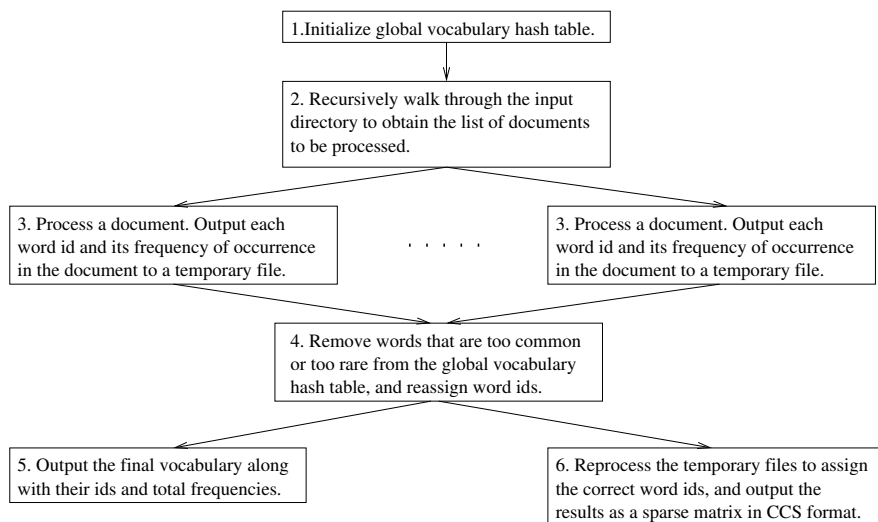 1.Initialize global vocabulary hash table.
2. Recursively walk through the input
directory to obtain the list of documents
to be processed.
3. Process a document. Output each
word id and its frequency of occurrence
in the document to a temporary file.
. . . . .
3. Process a document. Output each
word id and its frequency of occurrence
in the document to a temporary file.
4. Remove words that are too common
or too rare from the global vocabulary
hash table, and reassign word ids.
5. Output the final vocabulary along
with their ids and total frequencies.
6. Reprocess the temporary files to assign
the correct word ids, and output the
results as a sparse matrix in CCS format.